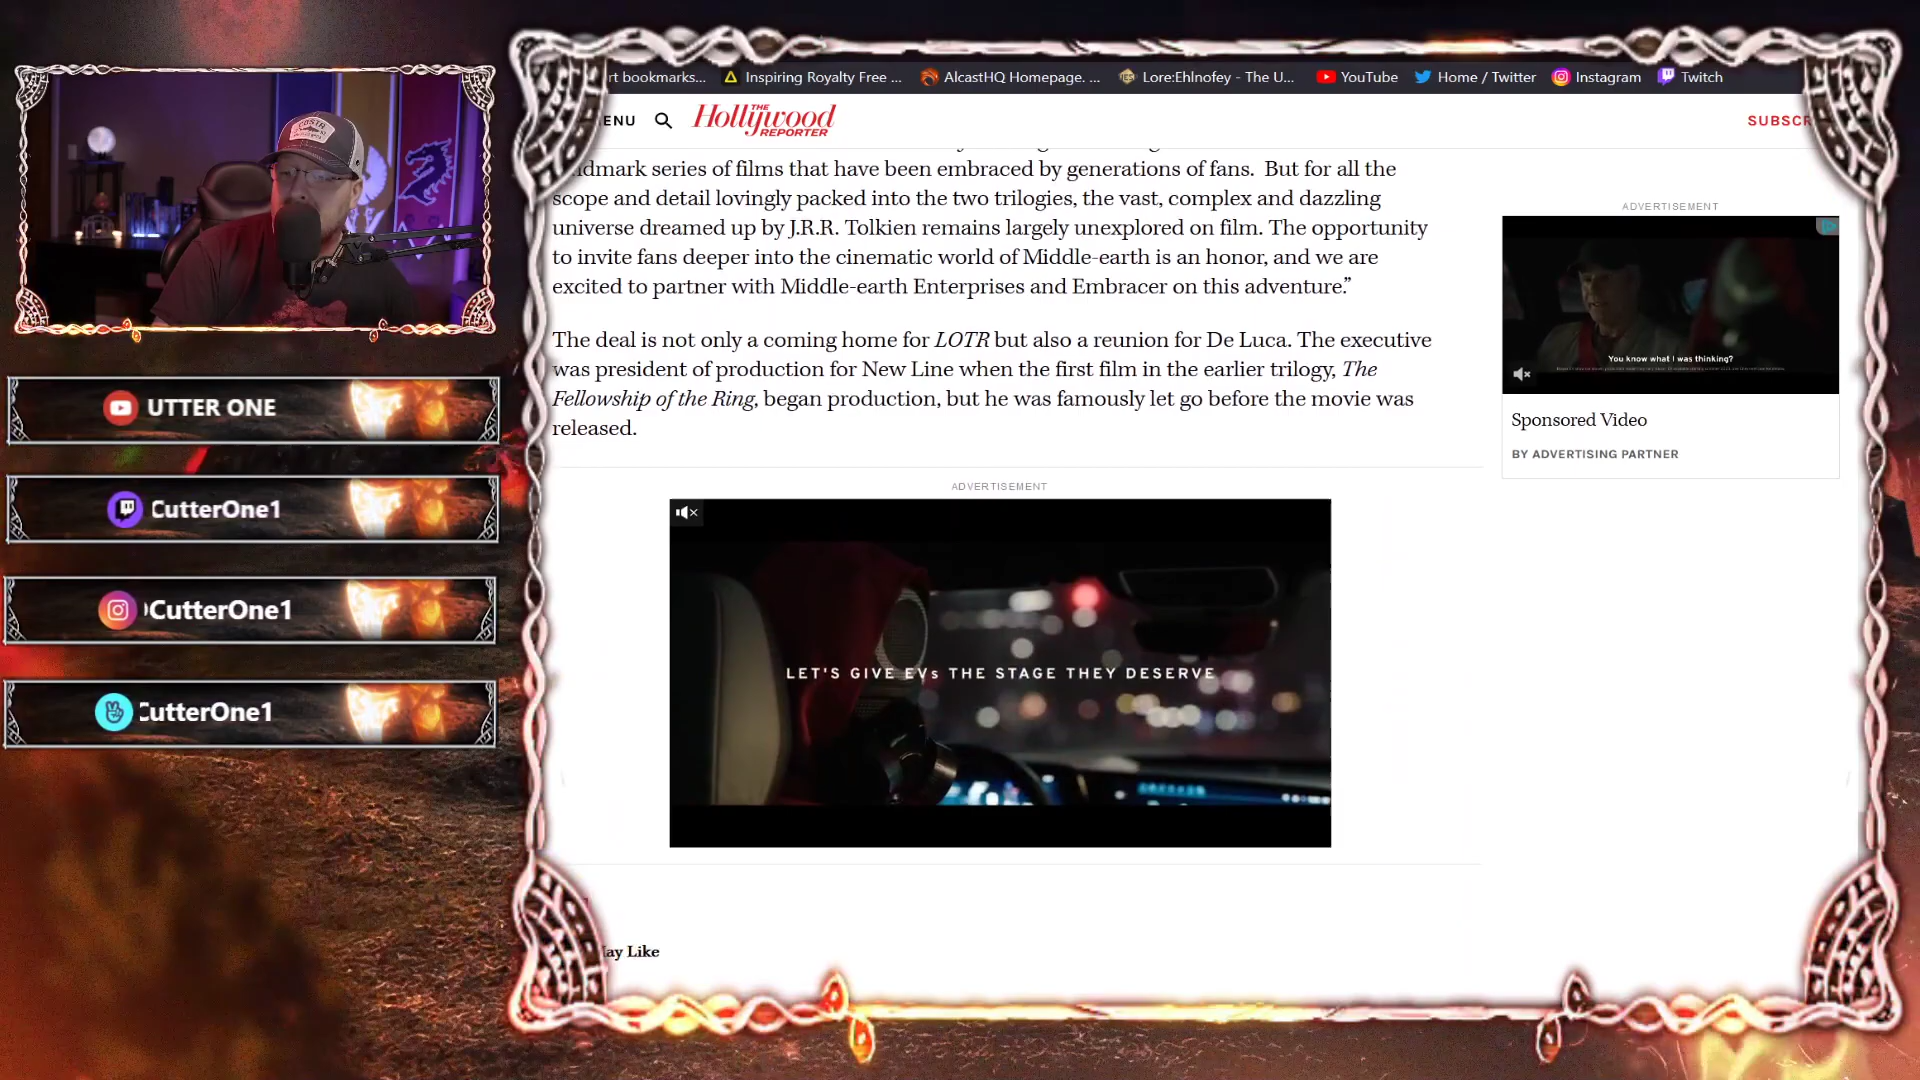 rt bookmarks...
Inspiring Royalty Free ...
AlcastHQ Homepage. ...
Lore:Ehlnofey - The U...
YouTube
Home / Twitter
Instagram
Twitch
ENU
THE
Hollywood
REPORTER
SUBSCR
COSTA
ndmark series of films that have been embraced by generations of fans. But for all the
scope and detail lovingly packed into the two trilogies, the vast, complex and dazzling
universe dreamed up by J.R.R. Tolkien remains largely unexplored on film. The opportunity
to invite fans deeper into the cinematic world of Middle-earth is an honor, and we are
excited to partner with Middle-earth Enterprises and Embracer on this adventure.”
The deal is not only a coming home for LOTR but also a reunion for De Luca. The executive
was president of production for New Line when the first film in the earlier trilogy, The
Fellowship of the Ring, began production, but he was famously let go before the movie was
released.
ADVERTISEMENT
LET'S GIVE EVs THE STAGE THEY DESERVE
ay Like
ADVERTISEMENT
You know what I was thinking?
Sponsored Video
BY ADVERTISING PARTNER
UTTER ONE
CutterOne1
CutterOne1
CutterOne1